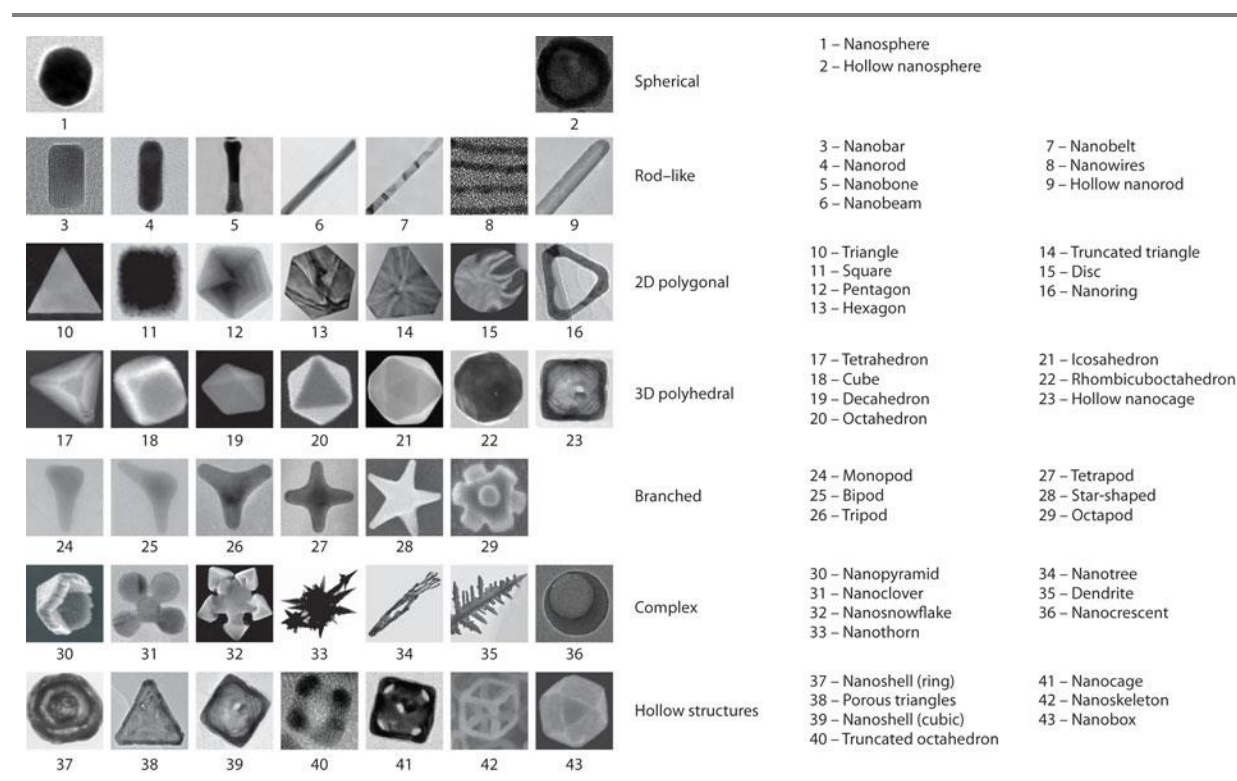 1 2
Spherical
1 – Nanosphere
2 – Hollow nanosphere
3 4 5 6 7 8 9
Rod–like
3 – Nanobar
4 – Nanorod
5 – Nanobone
6 – Nanobeam
7 – Nanobelt
8 – Nanowires
9 – Hollow nanorod
10 11 12 13 14 15 16
2D polygonal
10 – Triangle
11 – Square
12 – Pentagon
13 – Hexagon
14 – Truncated triangle
15 – Disc
16 – Nanoring
17 18 19 20 21 22 23
3D polyhedral
17 – Tetrahedron
18 – Cube
19 – Decahedron
20 – Octahedron
21 – Icosahedron
22 – Rhombicuboctahedron
23 – Hollow nanocage
24 25 26 27 28 29
Branched
24 – Monopod
25 – Bipod
26 – Tripod
27 – Tetrapod
28 – Star-shaped
29 – Octapod
30 31 32 33 34 35 36
Complex
30 – Nanopyramid
31 – Nanoclover
32 – Nanosnowflake
33 – Nanothorn
34 – Nanotree
35 – Dendrite
36 – Nanocrescent
37 38 39 40 41 42 43
Hollow structures
37 – Nanoshell (ring)
38 – Porous triangles
39 – Nanoshell (cubic)
40 – Truncated octahedron
41 – Nanocage
42 – Nanoskeleton
43 – Nanobox